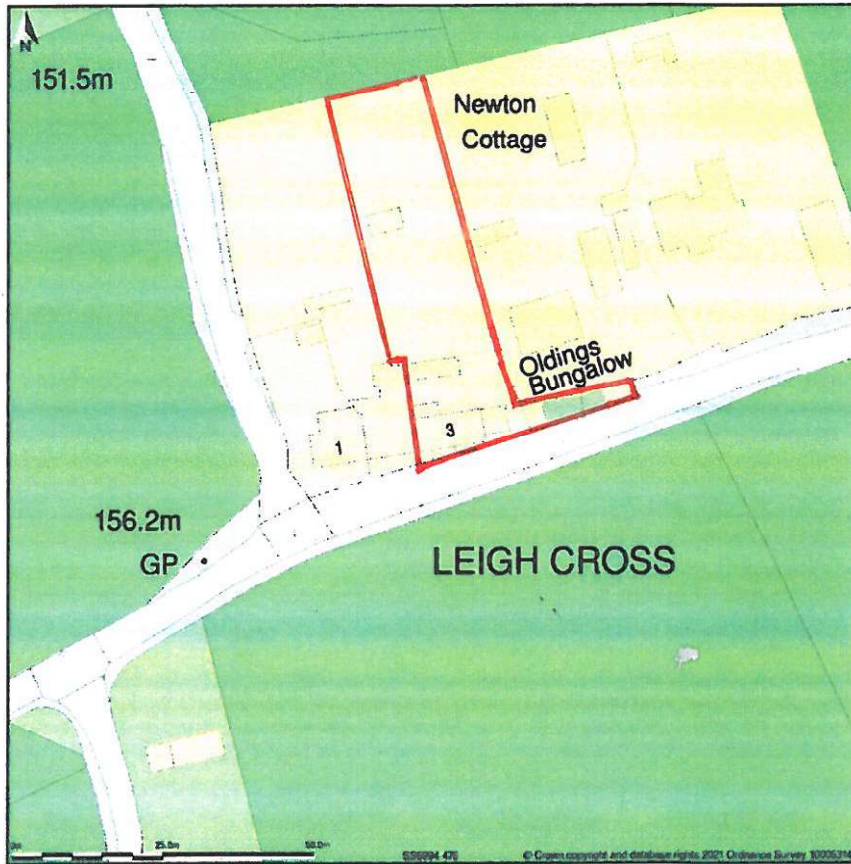 N
151.5m
Newton
Cottage
Oldings
Bungalow
3
1
156.2m
GP
LEIGH CROSS
0m 25.0m 50.0m
© Crown copyright and database rights 2021 Ordnance Survey